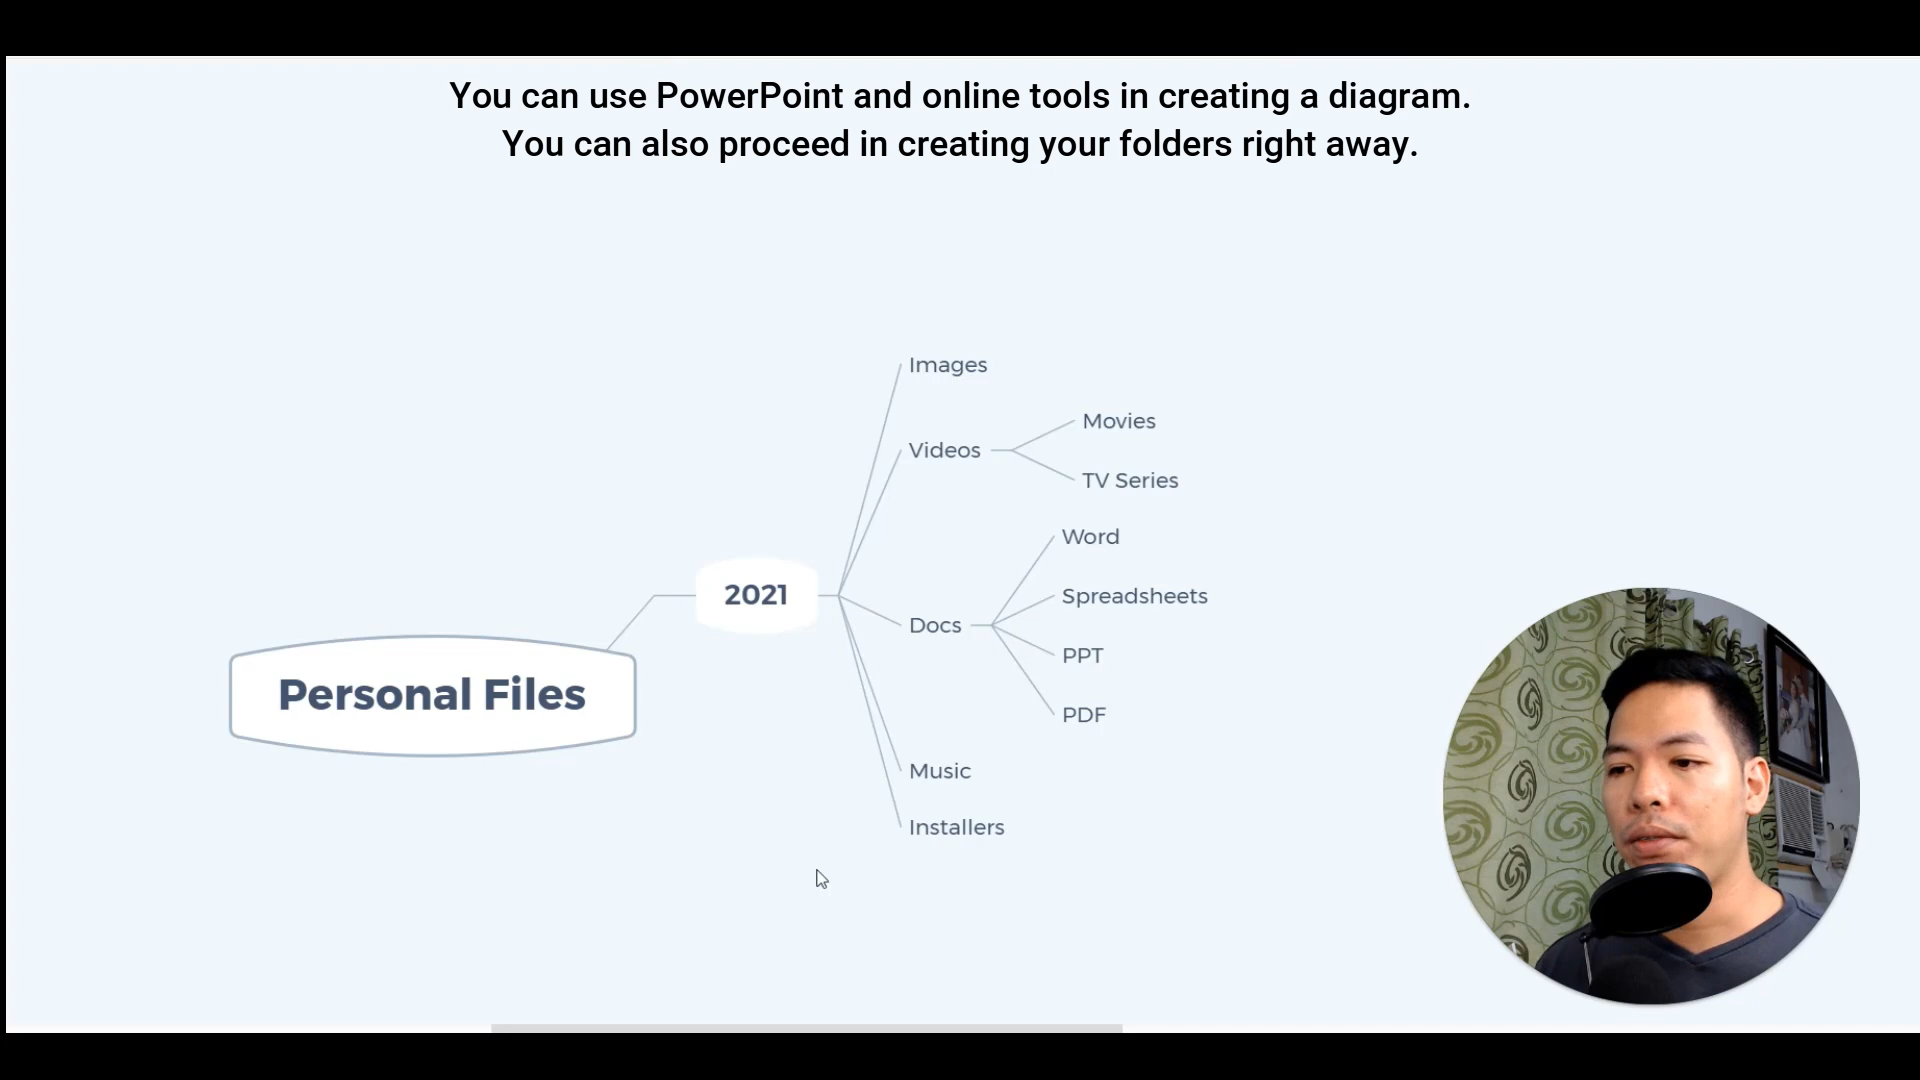 You can use PowerPoint and online tools in creating a diagram.
You can also proceed in creating your folders right away.
Images
Movies
Videos
TV Series
Word
2021
Spreadsheets
Docs
PPT
Personal Files
PDF
Music
Installers